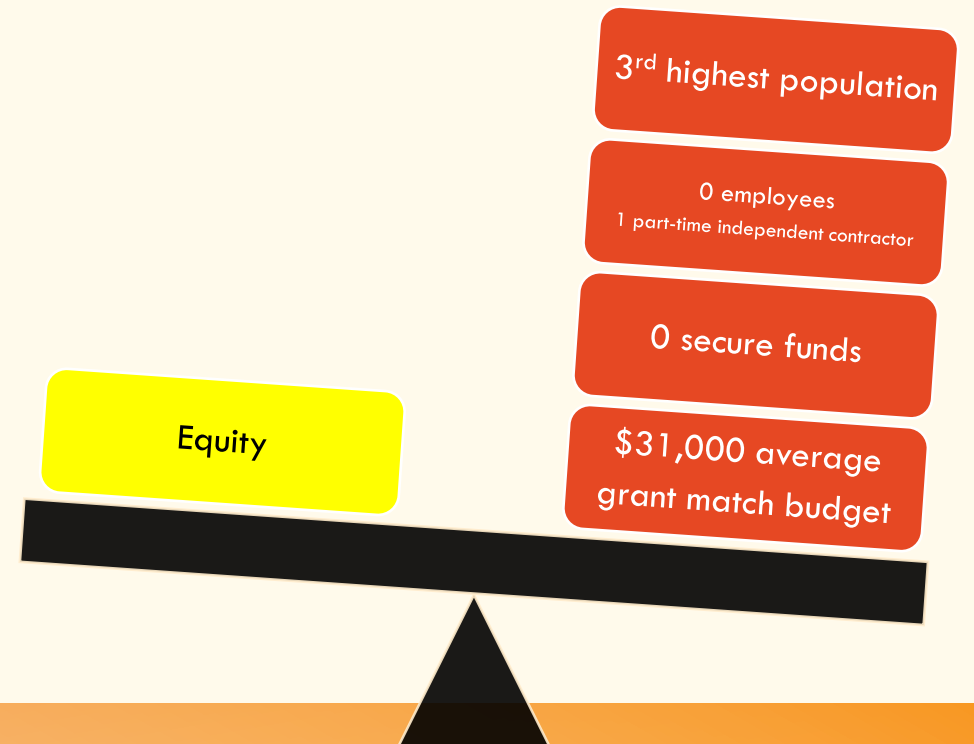 3rd highest population
0 employees
1 part-time independent contractor
0 secure funds
$31,000 average
grant match budget
Equity